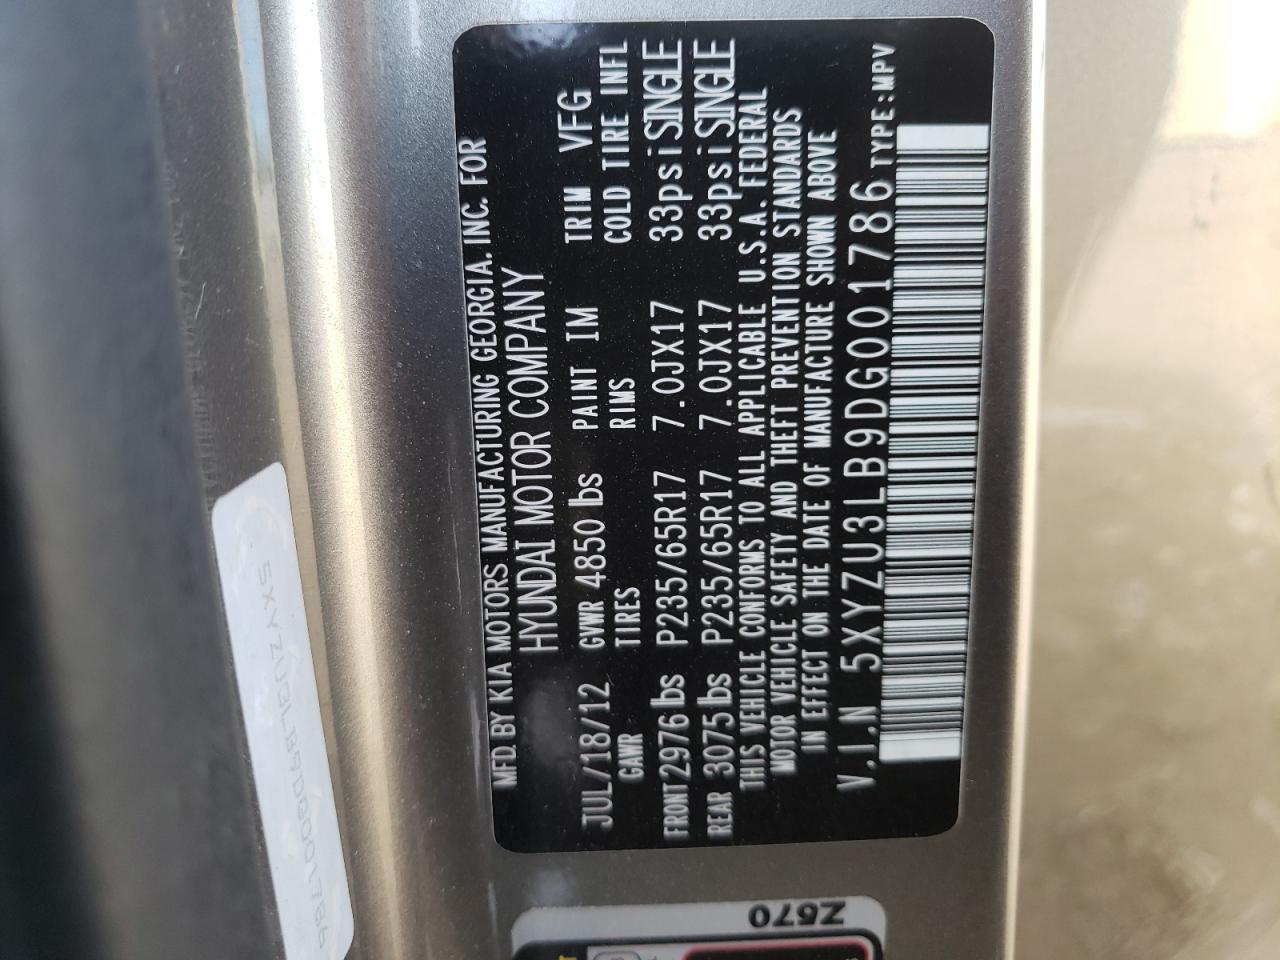 MFD. BY KIA MOTORS MANUFACTURING GEORGIA. INC. FOR
HYUNDAI MOTOR COMPANY
JUL/18/12 GVWR 4850 lbs PAINT IM TRIM VFG
GAWR TIRES RIMS COLD TIRE INFL
FRONT 2976 lbs P235/65R17 7.0JX17 33psi SINGLE
REAR 3075 lbs P235/65R17 7.0JX17 33psi SINGLE
THIS VEHICLE CONFORMS TO ALL APPLICABLE U.S.A. FEDERAL
MOTOR VEHICLE SAFETY AND THEFT PREVENTION STANDARDS
IN EFFECT ON THE DATE OF MANUFACTURE SHOWN ABOVE
V.I.N 5XYZU3LB9DG001786 TYPE:MPV
Z570